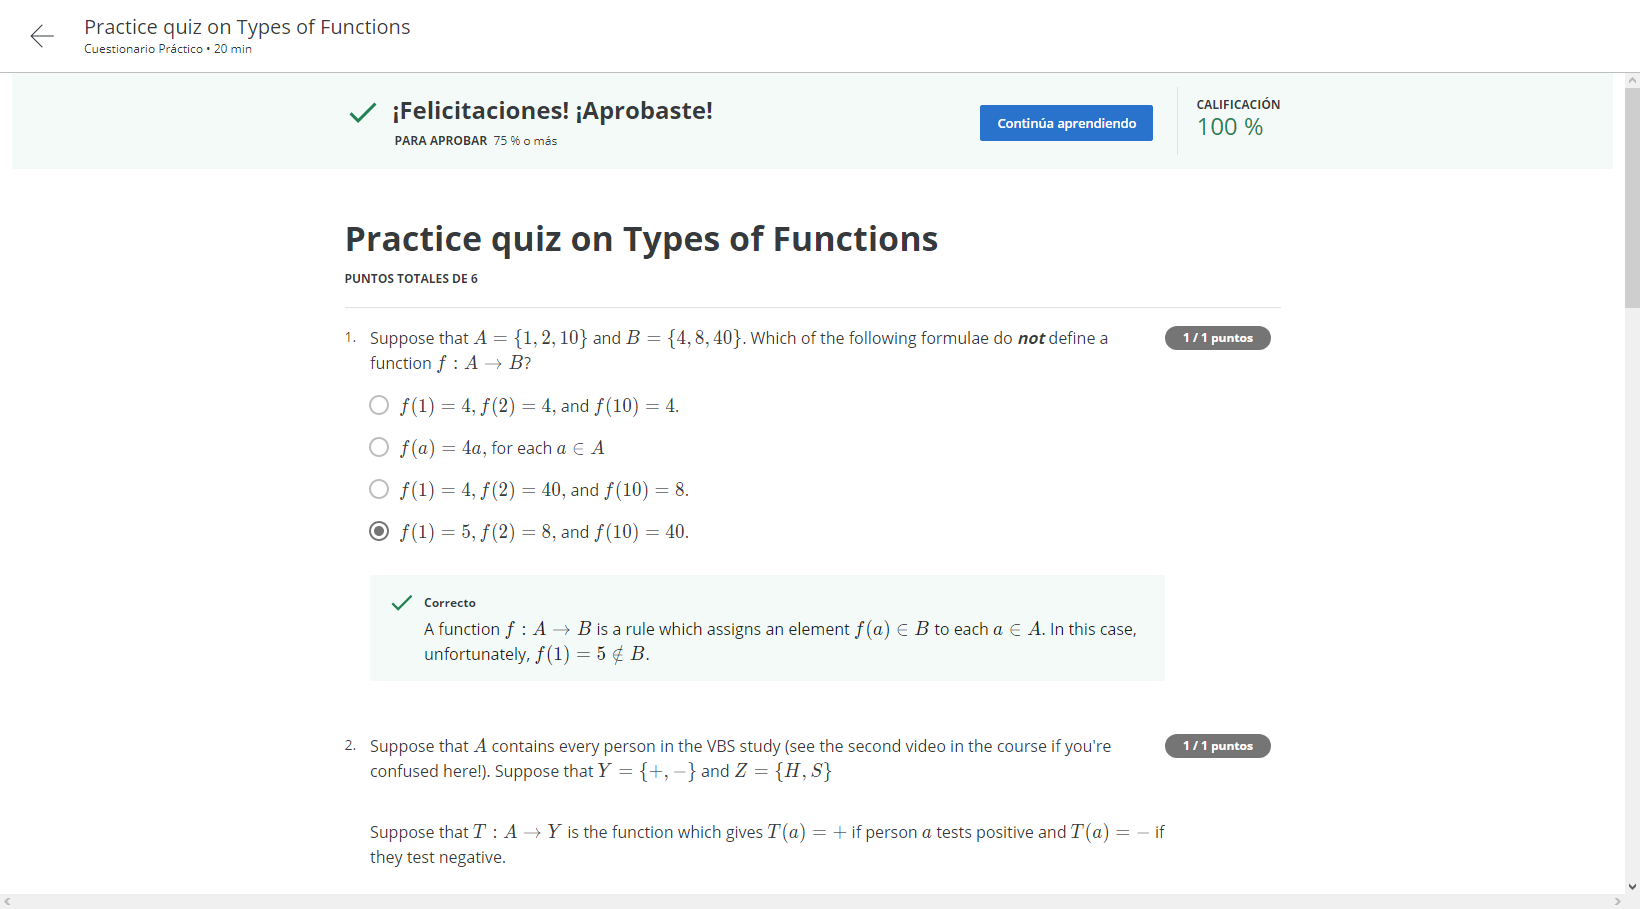 Practice quiz on Types of Functions
Cuestionario Práctico • 20 min
¡Felicitaciones! ¡Aprobaste!
PARA APROBAR 75 % o más
Continúa aprendiendo
CALIFICACIÓN
100 %
Practice quiz on Types of Functions
PUNTOS TOTALES DE 6
1. Suppose that A = {1, 2, 10} and B = {4, 8, 40}. Which of the following formulae do not define a
function f : A → B?
1 / 1 puntos
f(1) = 4, f(2) = 4, and f(10) = 4.
f(a) = 4a, for each a ∈ A
f(1) = 4, f(2) = 40, and f(10) = 8.
f(1) = 5, f(2) = 8, and f(10) = 40.
Correcto
A function f : A → B is a rule which assigns an element f(a) ∈ B to each a ∈ A. In this case,
unfortunately, f(1) = 5 ∉ B.
2. Suppose that A contains every person in the VBS study (see the second video in the course if you're
confused here!). Suppose that Y = {+, −} and Z = {H, S}
1 / 1 puntos
Suppose that T : A → Y is the function which gives T(a) = + if person a tests positive and T(a) = − if
they test negative.